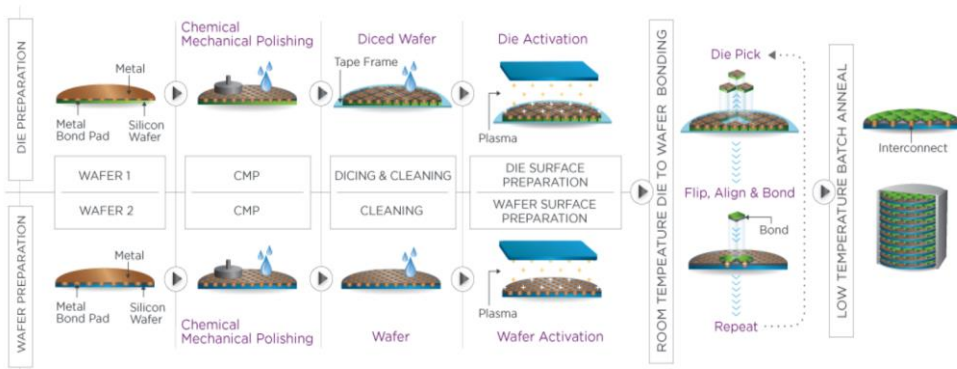 DIE PREPARATION
Chemical
Mechanical Polishing
Diced Wafer
Die Activation
Metal
Tape Frame
Metal
Bond Pad
Silicon
Wafer
Plasma
WAFER 1
CMP
DICING & CLEANING
DIE SURFACE
PREPARATION
WAFER PREPARATION
WAFER 2
CMP
CLEANING
WAFER SURFACE
PREPARATION
Metal
Metal
Bond Pad
Silicon
Wafer
Plasma
Chemical
Mechanical Polishing
Wafer
Wafer Activation
ROOM TEMPEATURE DIE TO WAFER BONDING
Die Pick
Flip, Align & Bond
Bond
Repeat
LOW TEMPERATURE BATCH ANNEAL
Interconnect